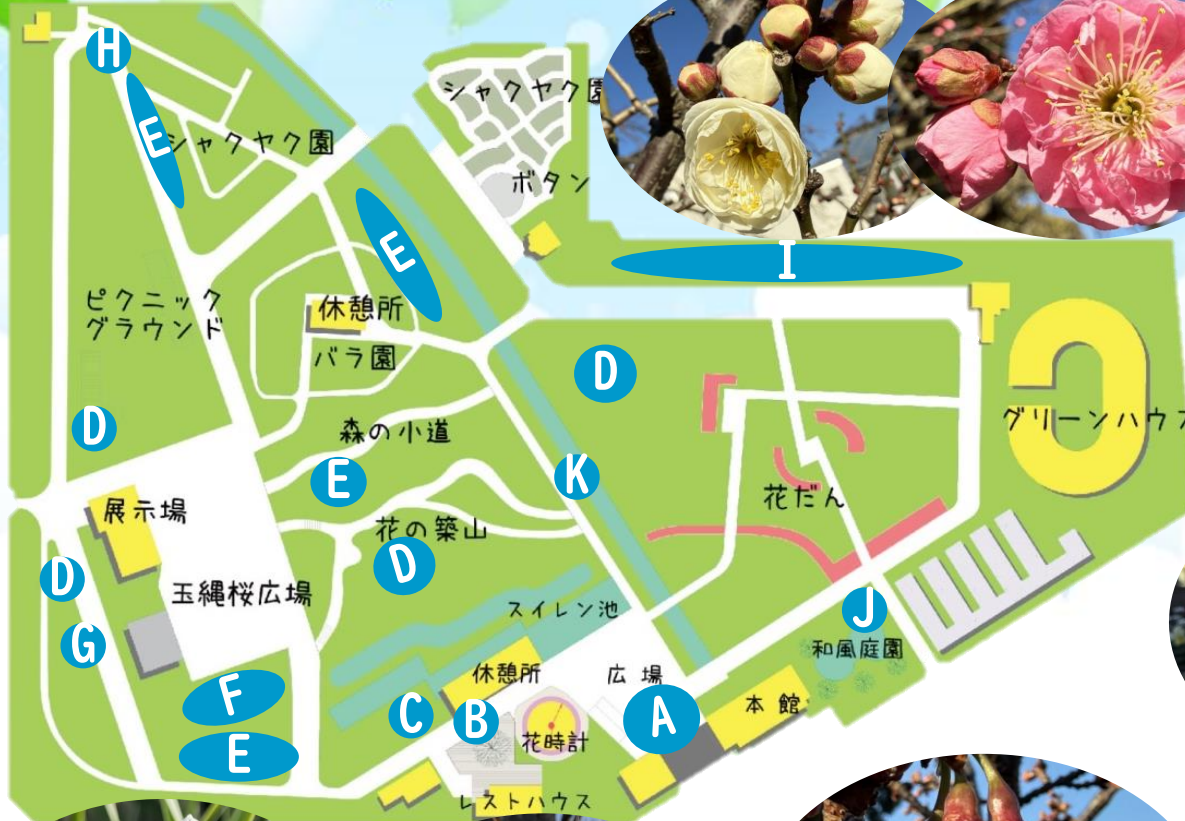 H
シャクヤク園
E
シャクヤク園
ボタン
E
I
ピクニック
グラウンド
休憩所
バラ園
D
D
グリーンハウス
森の小道
E
K
花だん
展示場
花の築山
D
D
玉縄桜広場
スイレン池
J
G
和風庭園
F
休憩所
広場
C
B
A
本館
花時計
E
レストハウス